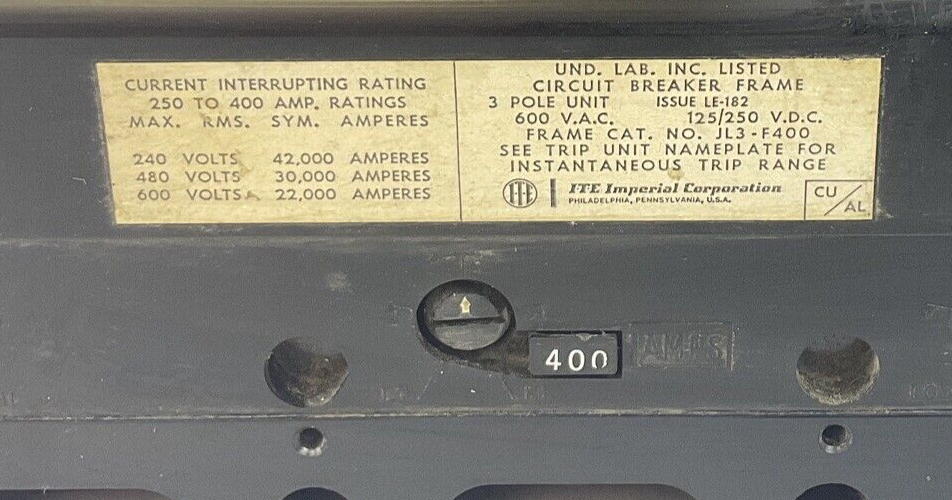 CURRENT INTERRUPTING RATING
250 TO 400 AMP. RATINGS
MAX. RMS. SYM. AMPERES
240 VOLTS 42,000 AMPERES
480 VOLTS 30,000 AMPERES
600 VOLTS 22,000 AMPERES
UND. LAB. INC. LISTED
CIRCUIT BREAKER FRAME
3 POLE UNIT ISSUE LE-182
600 V.A.C. 125/250 V.D.C.
FRAME CAT. NO. JL3-F400
SEE TRIP UNIT NAMEPLATE FOR
INSTANTANEOUS TRIP RANGE
ITE ITE Imperial Corporation
PHILADELPHIA, PENNSYLVANIA, U.S.A.
CU/AL
400 AMPS